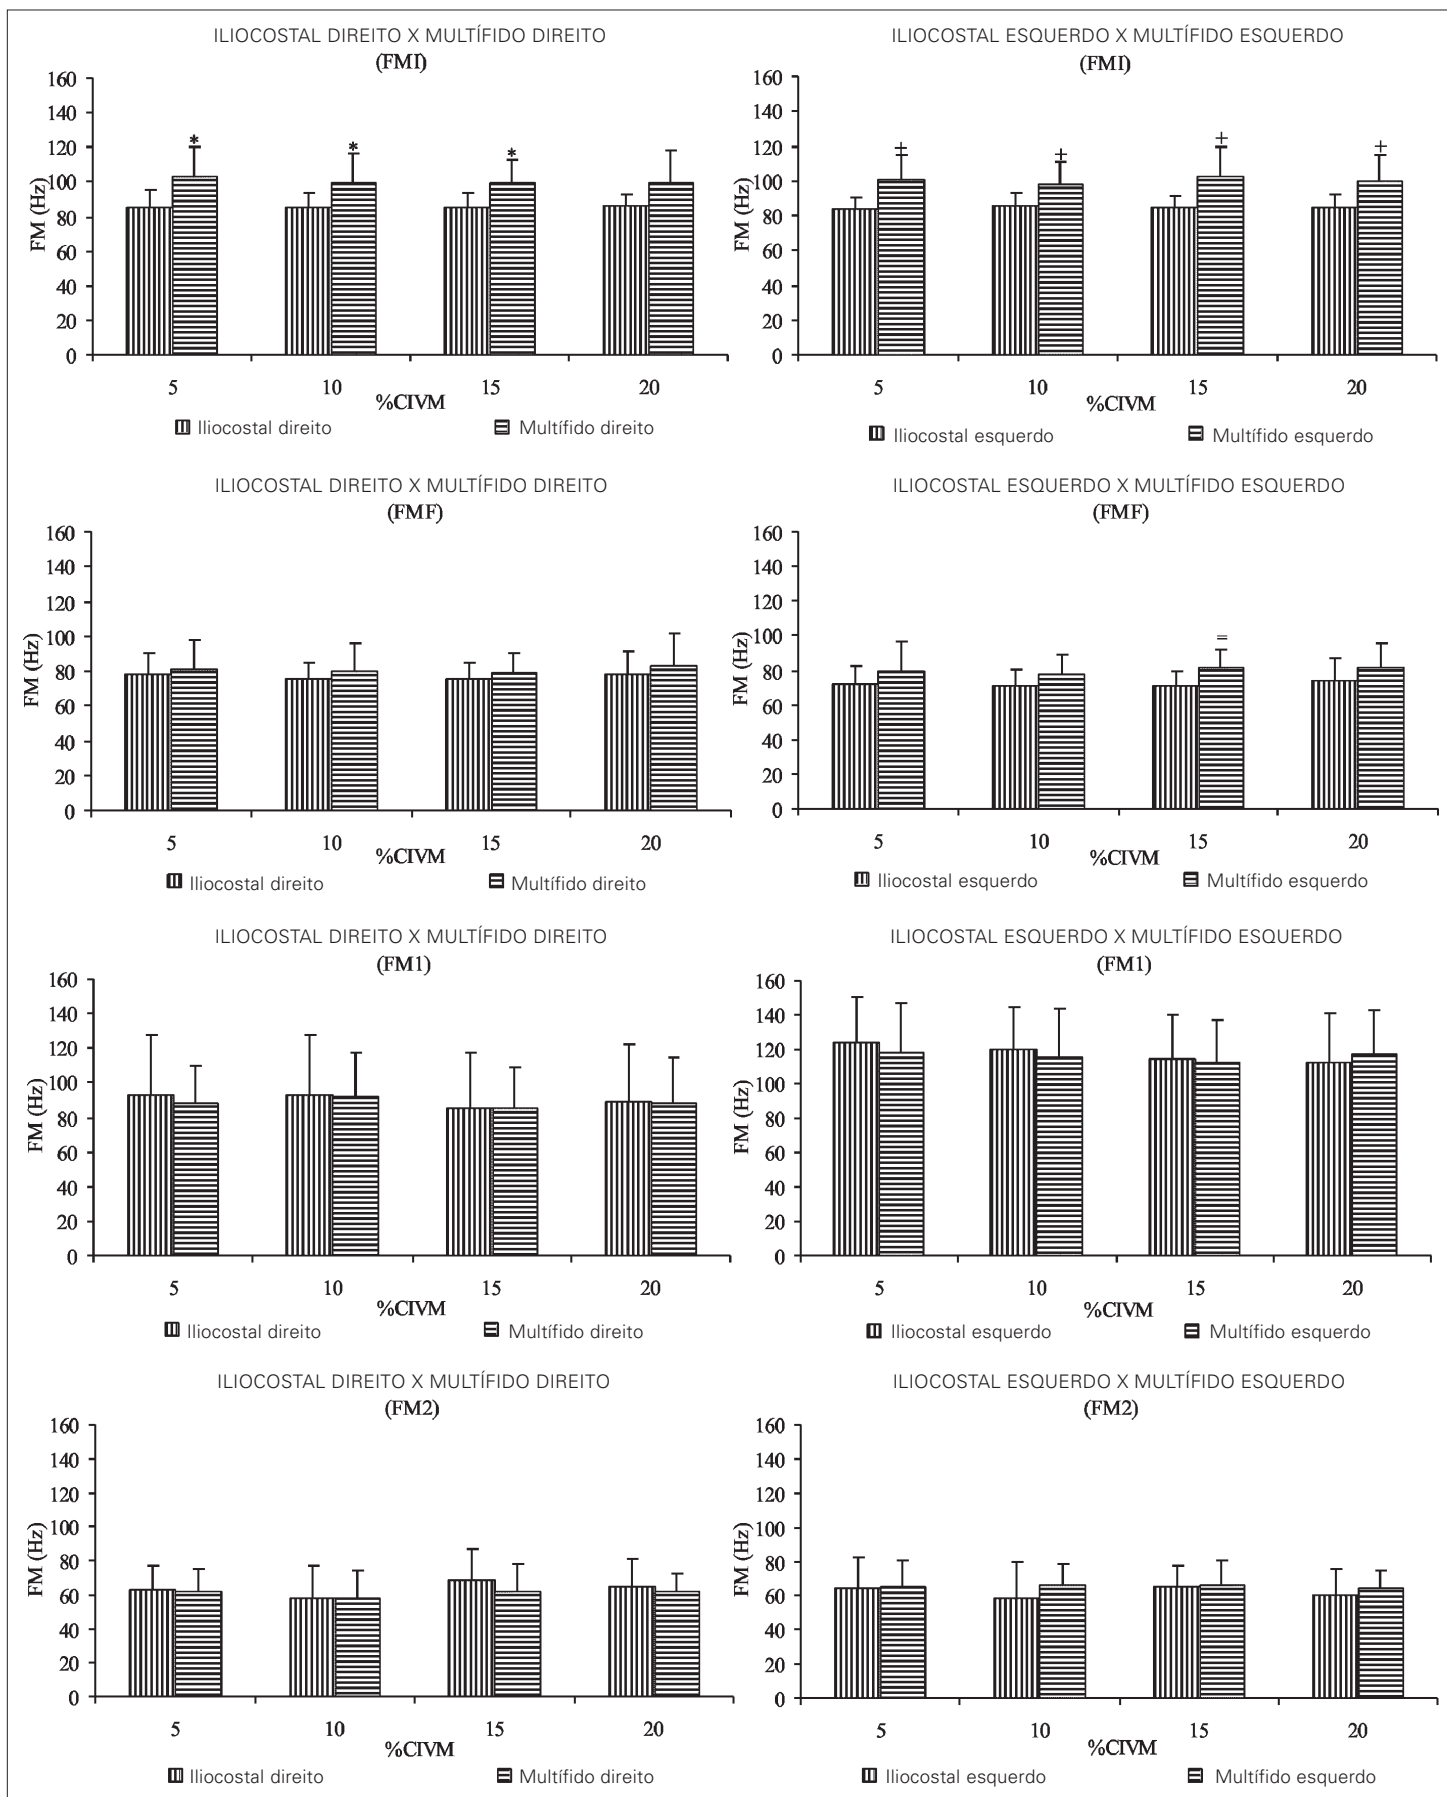 ILIOCOSTAL DIREITO X MULTÍFIDO DIREITO
(FMI)
160
140
120
100
80
60
40
20
0
FM (Hz)
* * *
5 10 15 20
%CIVM
Iliocostal direito Multífido direito
ILIOCOSTAL ESQUERDO X MULTÍFIDO ESQUERDO
(FMI)
160
140
120
100
80
60
40
20
0
FM (Hz)
+ + + +
5 10 15 20
%CIVM
Iliocostal esquerdo Multífido esquerdo
ILIOCOSTAL DIREITO X MULTÍFIDO DIREITO
(FMF)
160
140
120
100
80
60
40
20
0
FM (Hz)
5 10 15 20
%CIVM
Iliocostal direito Multífido direito
ILIOCOSTAL ESQUERDO X MULTÍFIDO ESQUERDO
(FMF)
160
140
120
100
80
60
40
20
0
FM (Hz)
=
5 10 15 20
%CIVM
Iliocostal esquerdo Multífido esquerdo
ILIOCOSTAL DIREITO X MULTÍFIDO DIREITO
(FM1)
160
140
120
100
80
60
40
20
0
FM (Hz)
5 10 15 20
%CIVM
Iliocostal direito Multífido direito
ILIOCOSTAL ESQUERDO X MULTÍFIDO ESQUERDO
(FM1)
160
140
120
100
80
60
40
20
0
FM (Hz)
5 10 15 20
%CIVM
Iliocostal esquerdo Multífido esquerdo
ILIOCOSTAL DIREITO X MULTÍFIDO DIREITO
(FM2)
160
140
120
100
80
60
40
20
0
FM (Hz)
5 10 15 20
%CIVM
Iliocostal direito Multífido direito
ILIOCOSTAL ESQUERDO X MULTÍFIDO ESQUERDO
(FM2)
160
140
120
100
80
60
40
20
0
FM (Hz)
5 10 15 20
%CIVM
Iliocostal esquerdo Multífido esquerdo